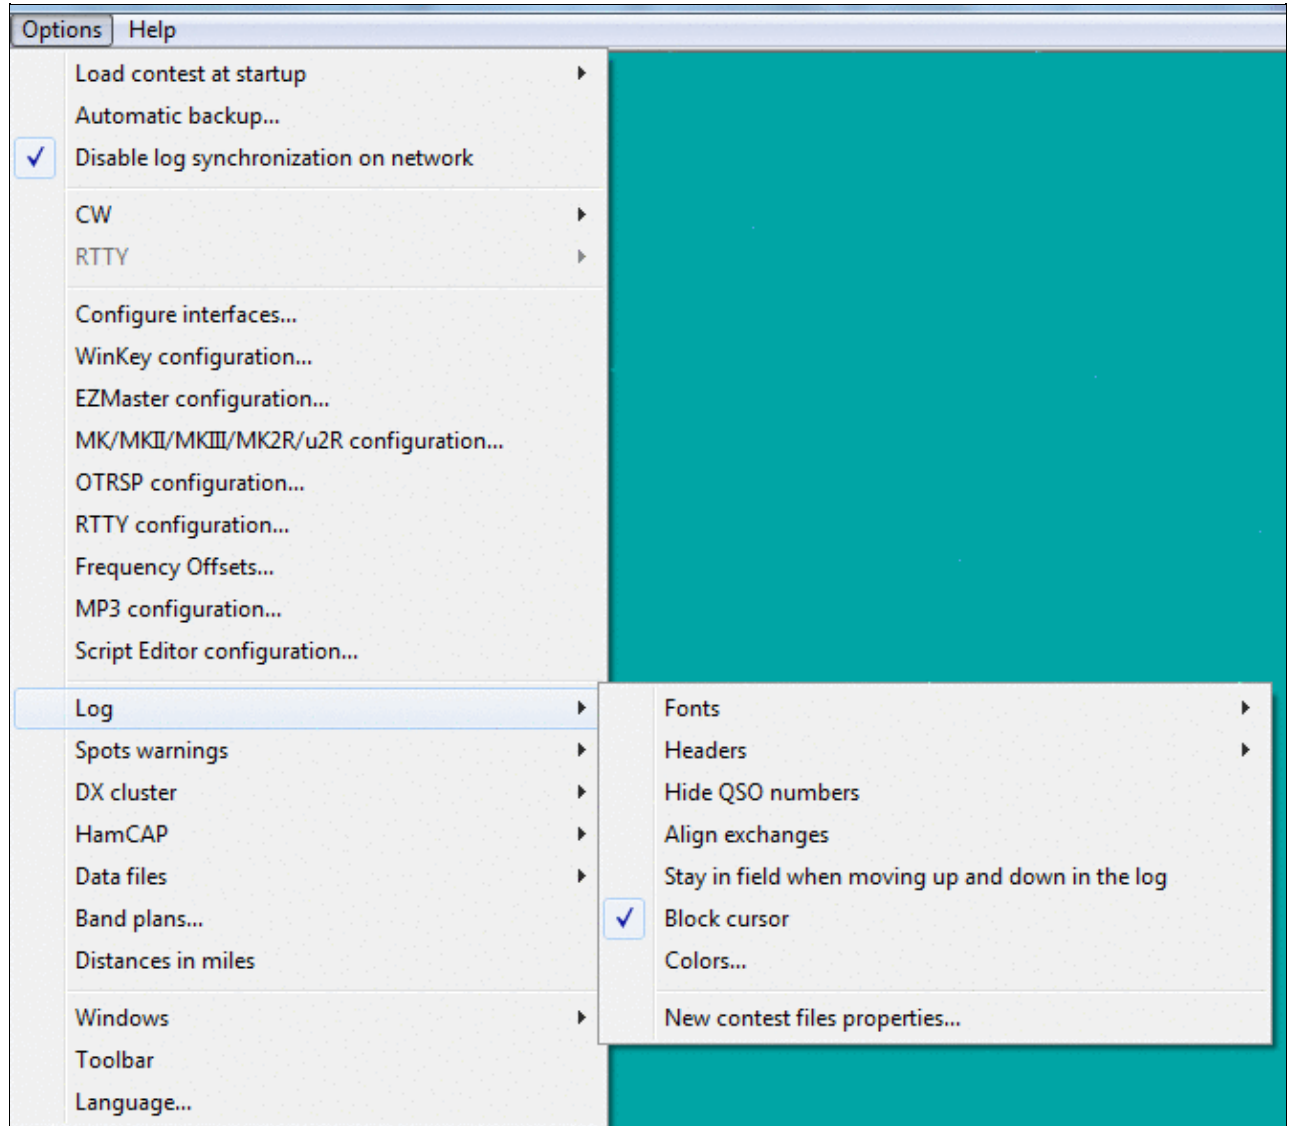 Options Help
Load contest at startup
Automatic backup...
Disable log synchronization on network
CW
RTTY
Configure interfaces...
WinKey configuration...
EZMaster configuration...
MK/MKII/MKIII/MK2R/u2R configuration...
OTRSP configuration...
RTTY configuration...
Frequency Offsets...
MP3 configuration...
Script Editor configuration...
Log
Spots warnings
DX cluster
HamCAP
Data files
Band plans...
Distances in miles
Windows
Toolbar
Language...
Fonts
Headers
Hide QSO numbers
Align exchanges
Stay in field when moving up and down in the log
Block cursor
Colors...
New contest files properties...